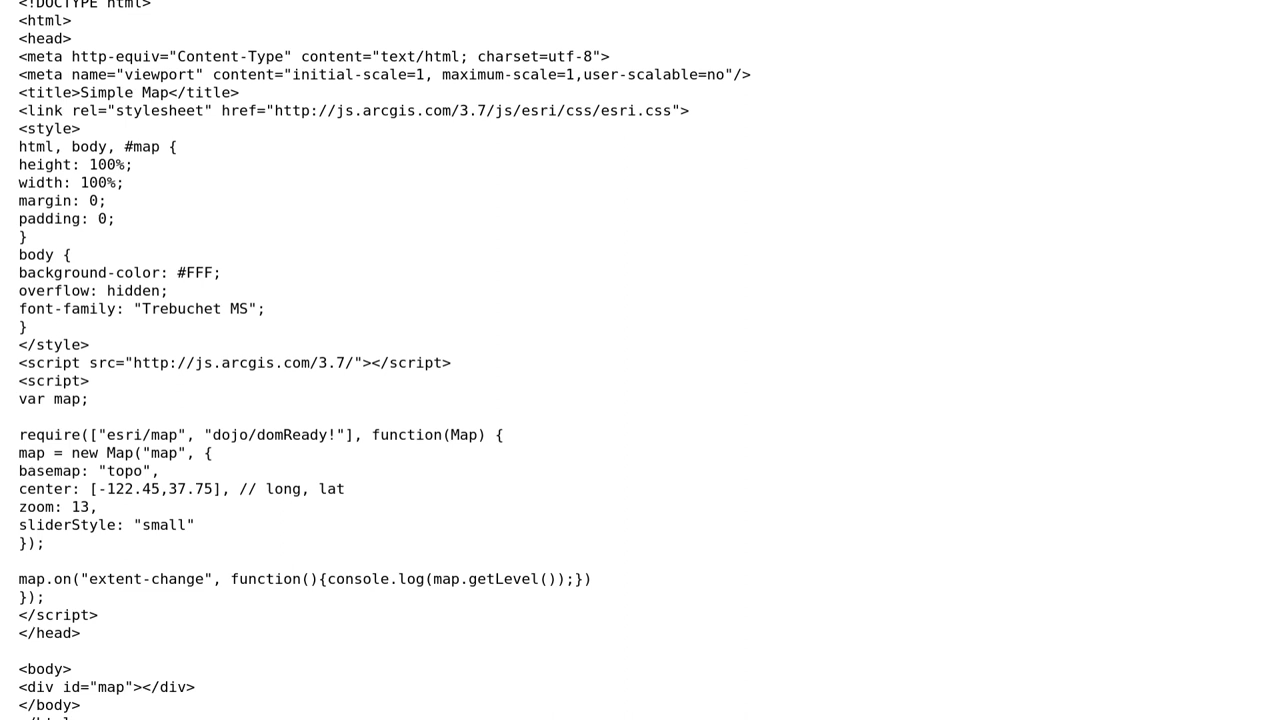 <!DOCTYPE html>
<html>
<head>
<meta http-equiv="Content-Type" content="text/html; charset=utf-8">
<meta name="viewport" content="initial-scale=1, maximum-scale=1,user-scalable=no"/>
<title>Simple Map</title>
<link rel="stylesheet" href="http://js.arcgis.com/3.7/js/esri/css/esri.css">
<style>
html, body, #map {
height: 100%;
width: 100%;
margin: 0;
padding: 0;
}
body {
background-color: #FFF;
overflow: hidden;
font-family: "Trebuchet MS";
}
</style>
<script src="http://js.arcgis.com/3.7/"></script>
<script>
var map;

require(["esri/map", "dojo/domReady!"], function(Map) {
map = new Map("map", {
basemap: "topo",
center: [-122.45,37.75], // long, lat
zoom: 13,
sliderStyle: "small"
});

map.on("extent-change", function(){console.log(map.getLevel());})
});
</script>
</head>

<body>
<div id="map"></div>
</body>